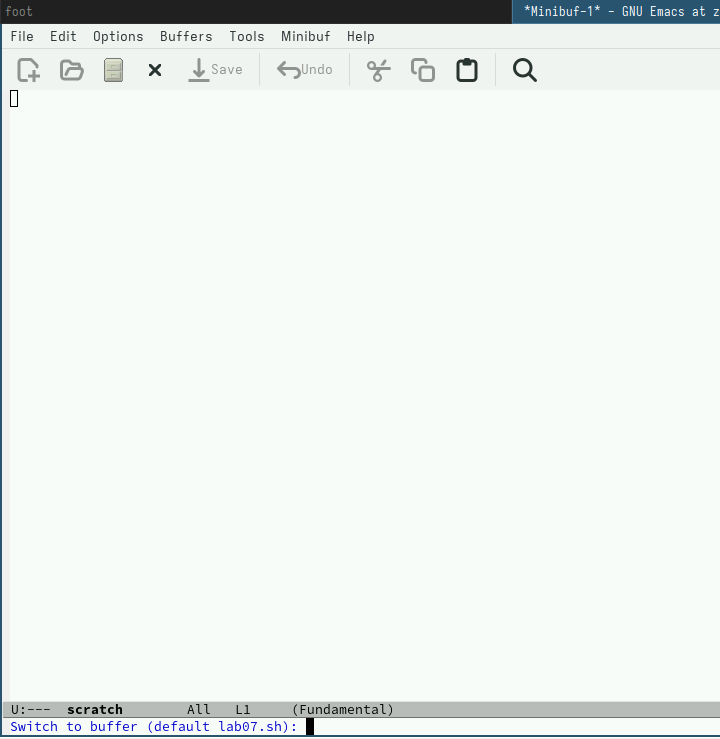 foot
*Minibuf-1* - GNU Emacs at z
File Edit Options Buffers Tools Minibuf Help
Save Undo
U:--- scratch All L1 (Fundamental)
Switch to buffer (default lab07.sh):